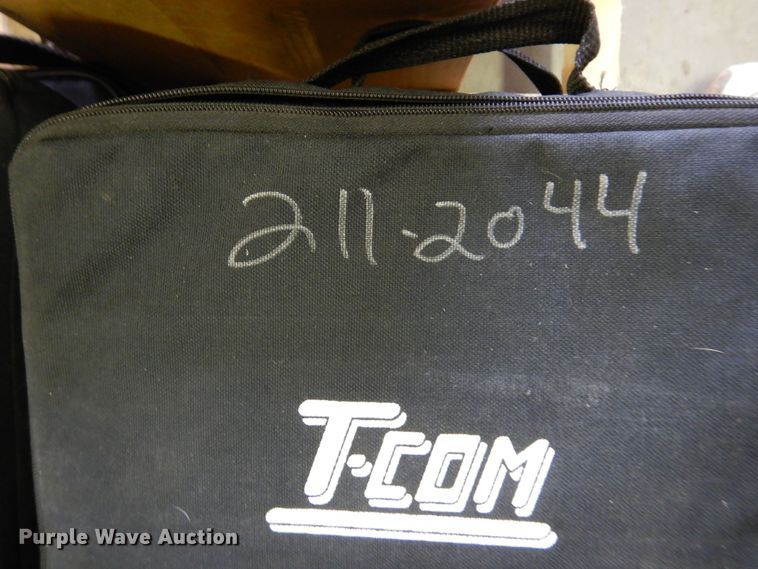 211-2044
T-COM
Purple Wave Auction